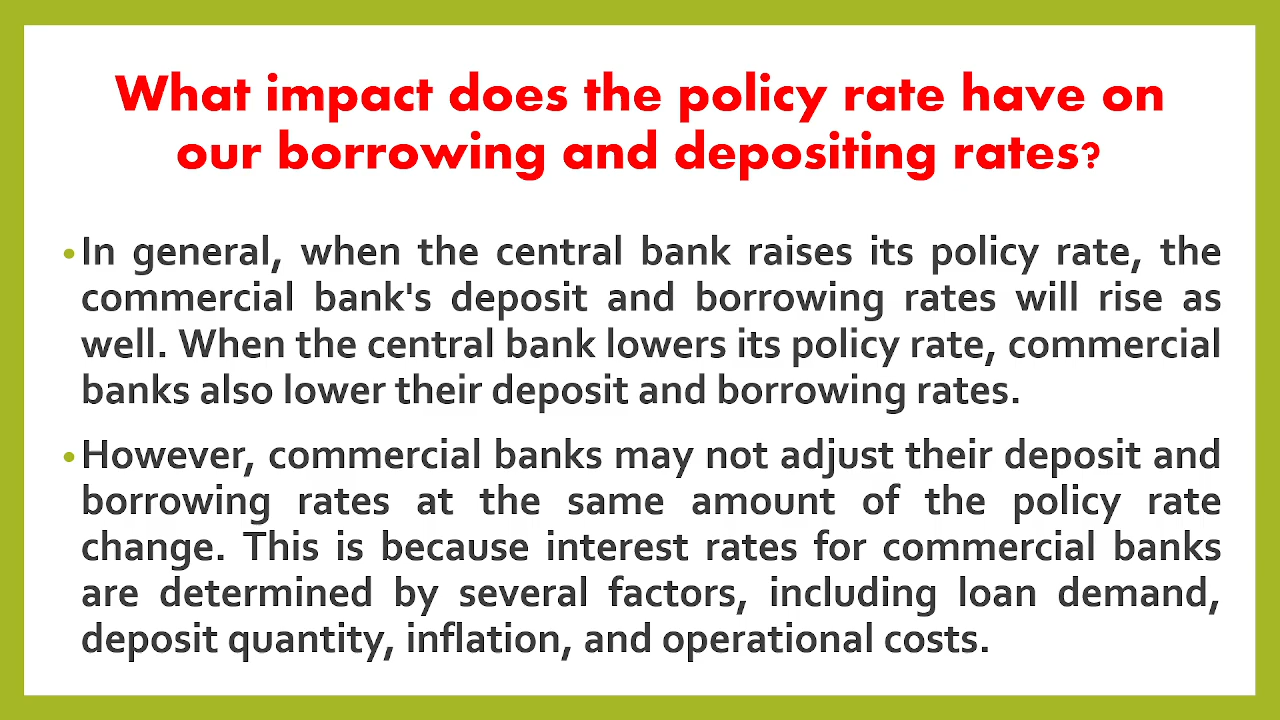 What impact does the policy rate have on
our borrowing and depositing rates?
•In general, when the central bank raises its policy rate, the
commercial bank's deposit and borrowing rates will rise as
well. When the central bank lowers its policy rate, commercial
banks also lower their deposit and borrowing rates.
•However, commercial banks may not adjust their deposit and
borrowing rates at the same amount of the policy rate
change. This is because interest rates for commercial banks
are determined by several factors, including loan demand,
deposit quantity, inflation, and operational costs.